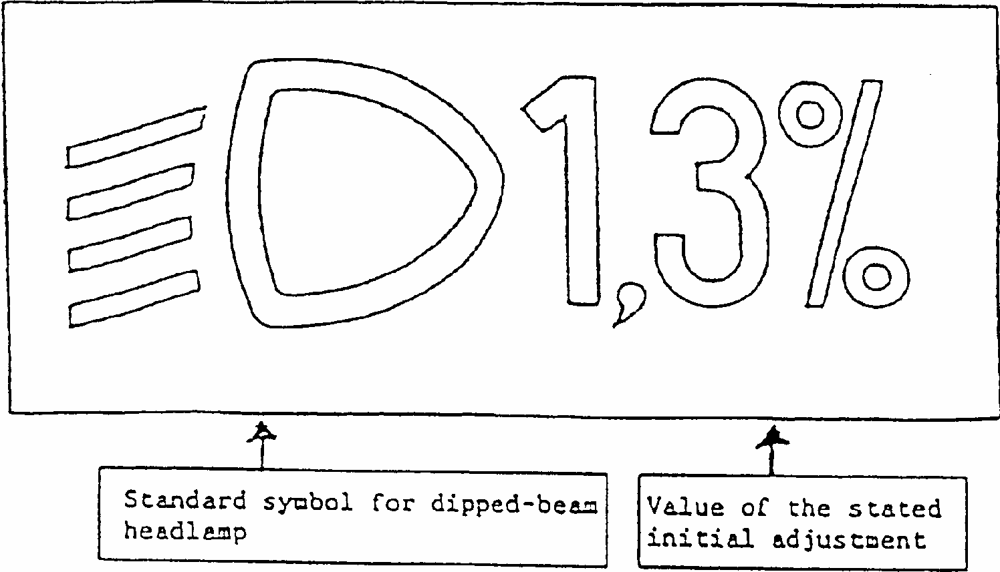 1,3%
Standard symbol for dipped-beam
headlamp
Value of the stated
initial adjustment